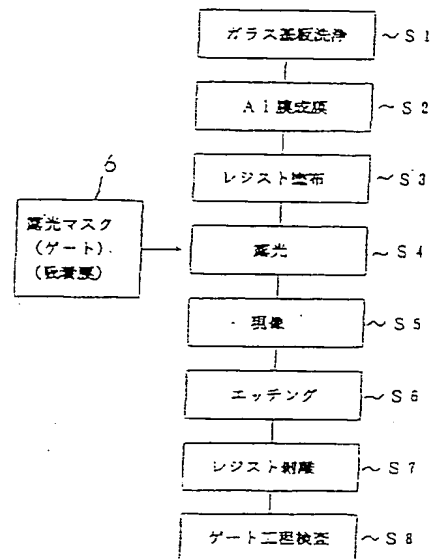 ガラス基板洗浄
～S1
Al膜成膜
～S2
レジスト塗布
～S3
6
露光マスク
(ゲート)
露光
～S4
現像
～S5
エッチング
～S6
レジスト剥離
～S7
ゲート工程検査
～S8